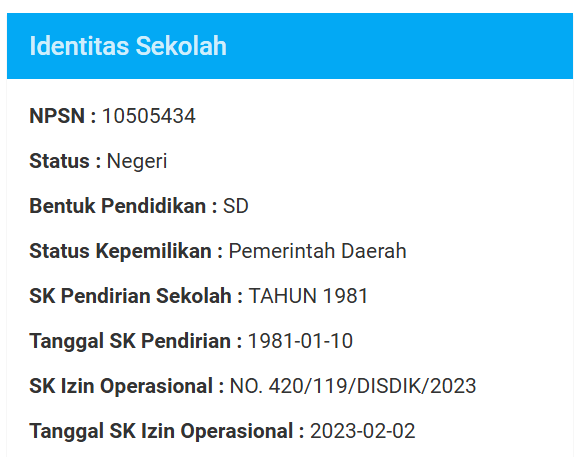 Identitas Sekolah
NPSN : 10505434
Status : Negeri
Bentuk Pendidikan : SD
Status Kepemilikan : Pemerintah Daerah
SK Pendirian Sekolah : TAHUN 1981
Tanggal SK Pendirian : 1981-01-10
SK Izin Operasional : NO. 420/119/DISDIK/2023
Tanggal SK Izin Operasional : 2023-02-02